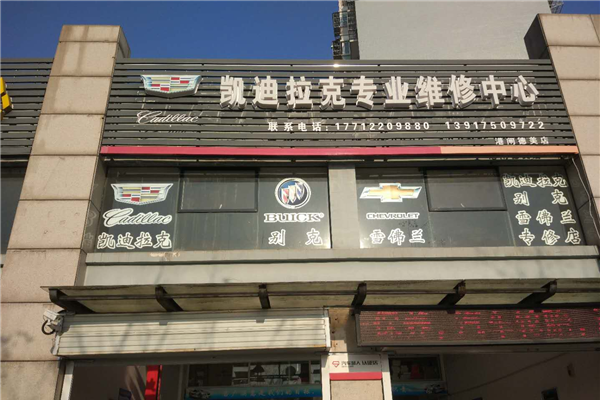 凯迪拉克专业维修中心
Cadillac
联系电话：17712209880 13917509722
港闸德美店
Cadillac
凯迪拉克
BUICK
别克
CHEVROLET
雪佛兰
凯迪拉克
别克
雪佛兰
专修店